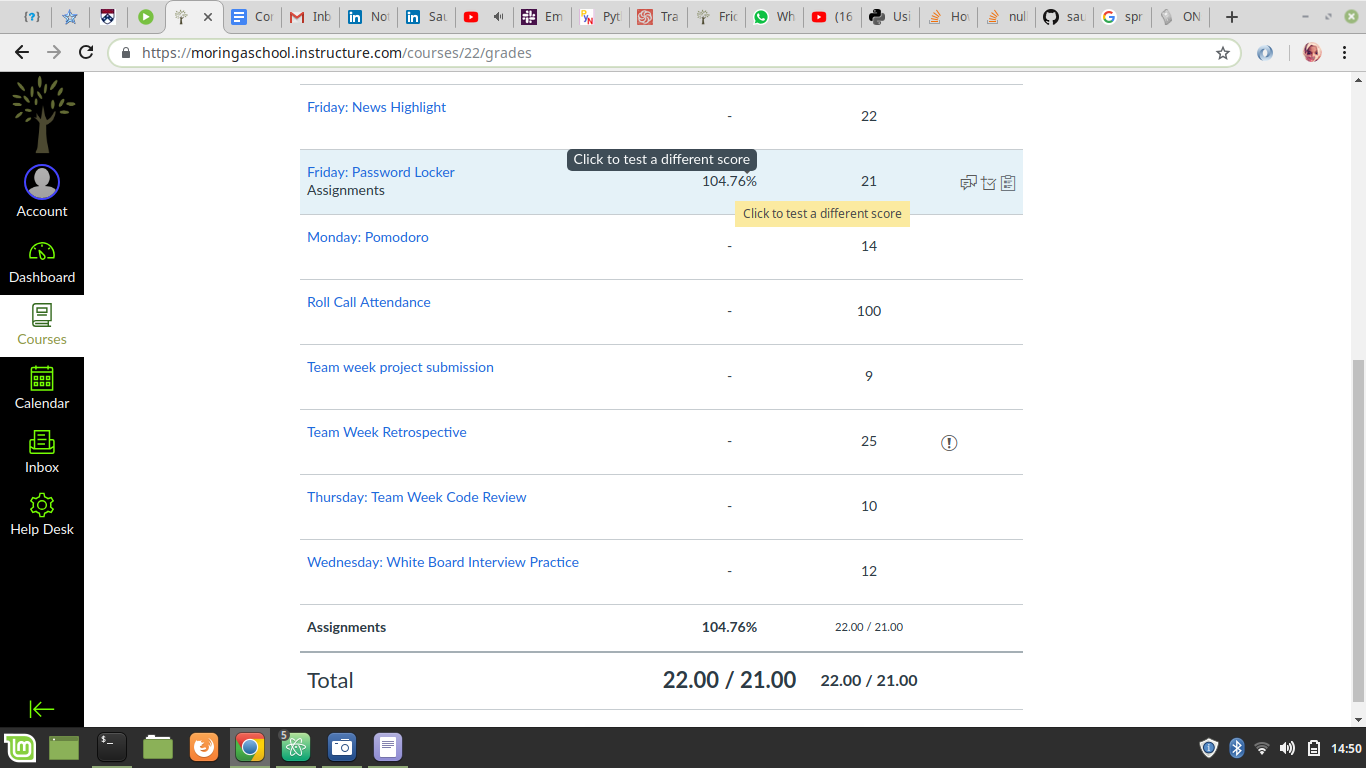 {?}
Cor
Inb
Not
Sau
Em
Pyt
Tra
Fric
Wh
(16
Usi
Hov
null
sau
spr
ON
https://moringaschool.instructure.com/courses/22/grades
Account
Dashboard
Courses
Calendar
Inbox
Help Desk
Friday: News Highlight
- 22
Click to test a different score
Friday: Password Locker
104.76% 21
Assignments
Click to test a different score
Monday: Pomodoro
- 14
Roll Call Attendance
- 100
Team week project submission
- 9
Team Week Retrospective
- 25
Thursday: Team Week Code Review
- 10
Wednesday: White Board Interview Practice
- 12
Assignments 104.76% 22.00 / 21.00
Total 22.00 / 21.00 22.00 / 21.00
5
14:50